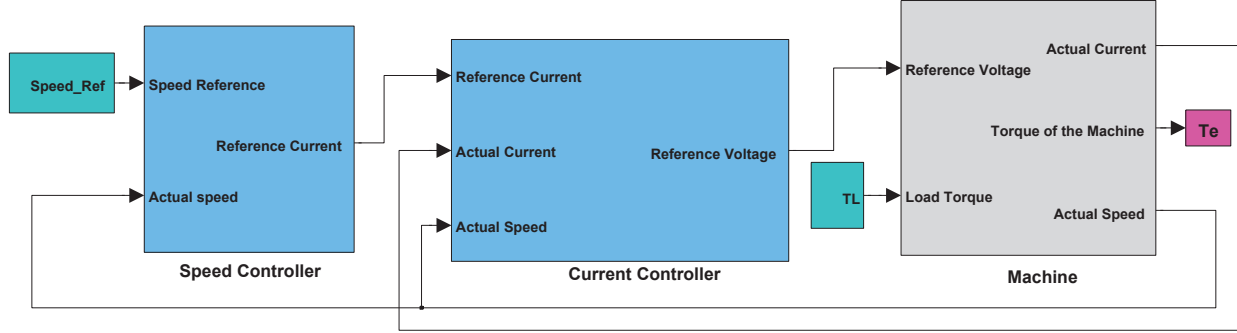 Speed_Ref
Speed Reference
Reference Current
Actual speed
Speed Controller
Reference Current
Actual Current
Reference Voltage
Actual Speed
Current Controller
TL
Actual Current
Reference Voltage
Torque of the Machine
Load Torque
Actual Speed
Machine
Te